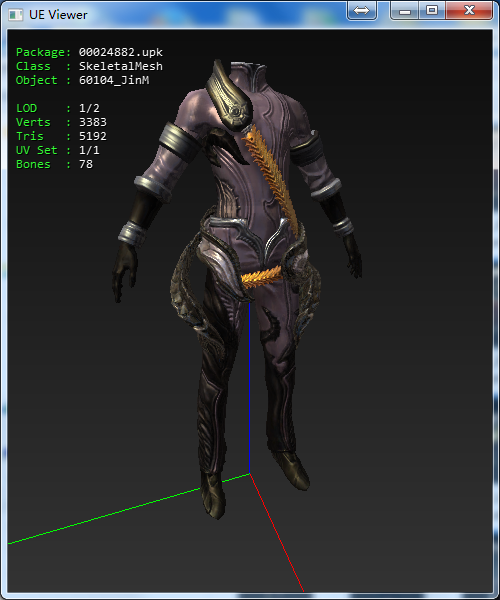 UE Viewer
Package: 00024882.upk
Class : SkeletalMesh
Object : 60104_JinM
LOD : 1/2
Verts : 3383
Tris : 5192
UV Set : 1/1
Bones : 78